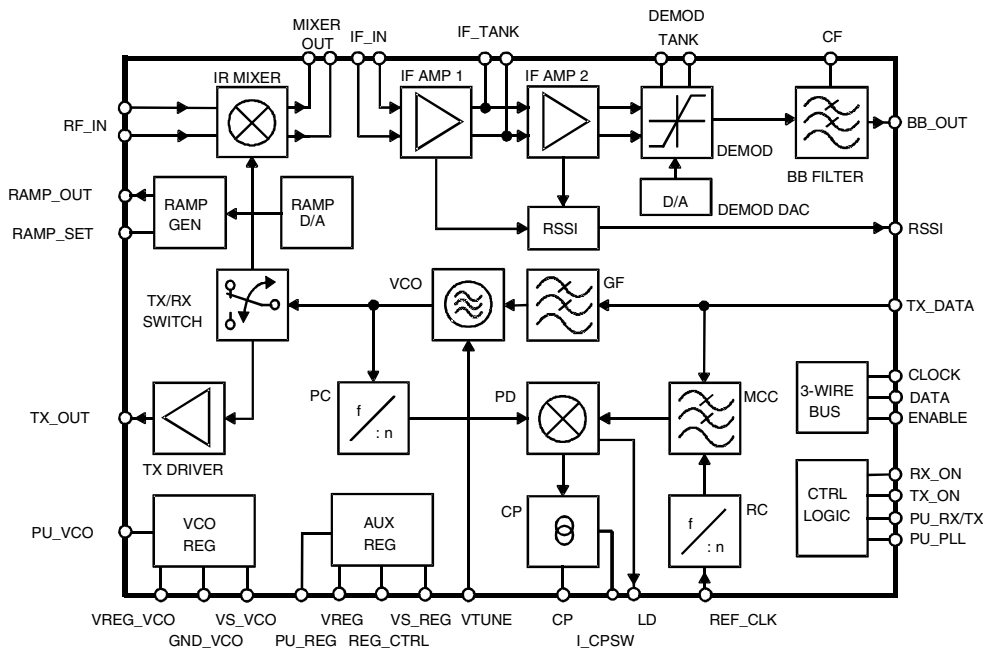 MIXER
OUT
IF_IN
IF_TANK
DEMOD
TANK
CF
IR MIXER
IF AMP 1
IF AMP 2
RF_IN
BB_OUT
DEMOD
BB FILTER
RAMP_OUT
RAMP
GEN
RAMP
D/A
D/A
DEMOD DAC
RAMP_SET
RSSI
RSSI
VCO
GF
TX/RX
SWITCH
TX_DATA
PC
f
: n
PD
MCC
3-WIRE
BUS
CLOCK
DATA
ENABLE
TX_OUT
TX DRIVER
CTRL
LOGIC
RX_ON
TX_ON
PU_RX/TX
PU_PLL
PU_VCO
VCO
REG
AUX
REG
CP
RC
f
: n
VREG_VCO
GND_VCO
VS_VCO
PU_REG
VREG
REG_CTRL
VS_REG
VTUNE
CP
I_CPSW
LD
REF_CLK